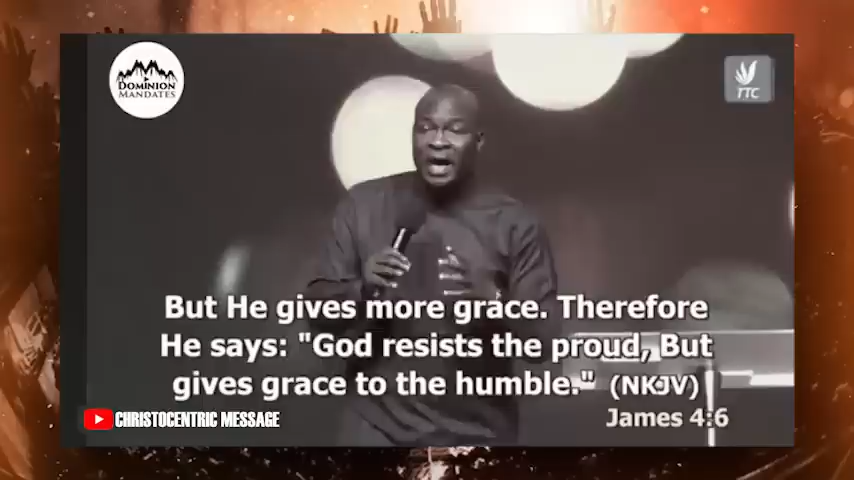 DOMINION
MANDATES
TTC
But He gives more grace. Therefore
He says: "God resists the proud, But
gives grace to the humble." (NKJV)
CHRISTOCENTRIC MESSAGE
James 4:6